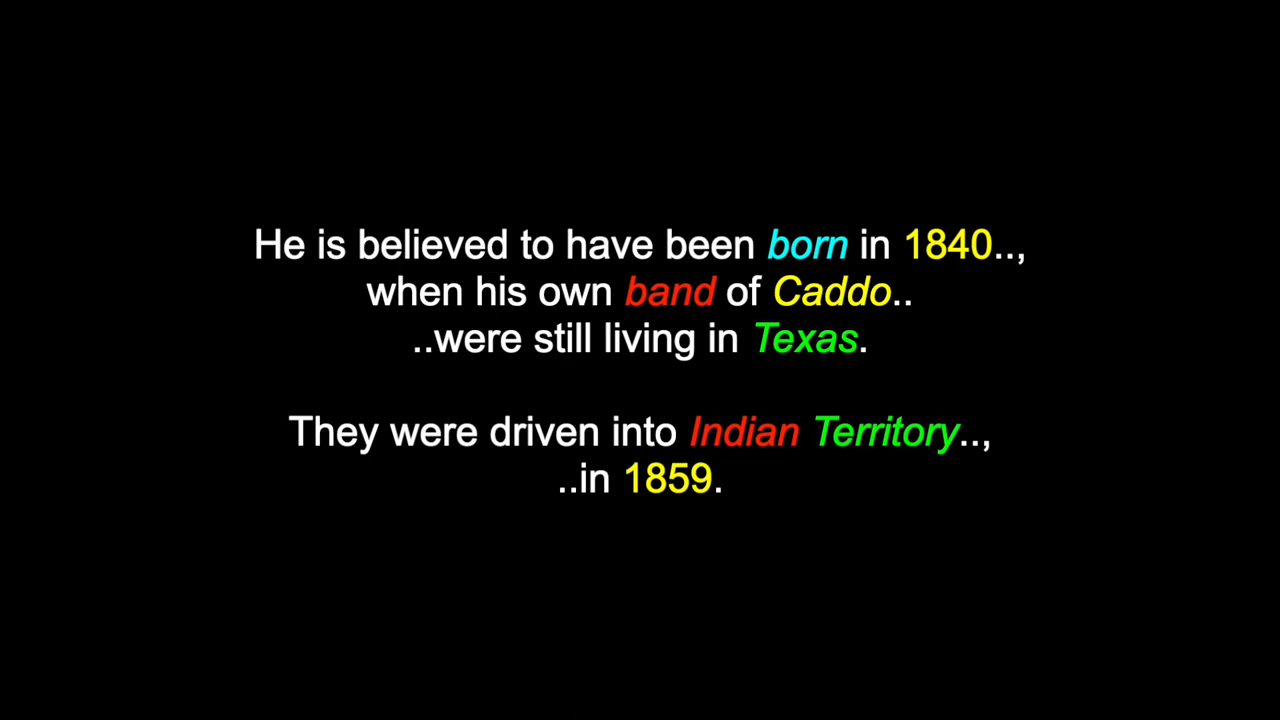 He is believed to have been born in 1840..,
when his own band of Caddo..
..were still living in Texas.
They were driven into Indian Territory..,
..in 1859.